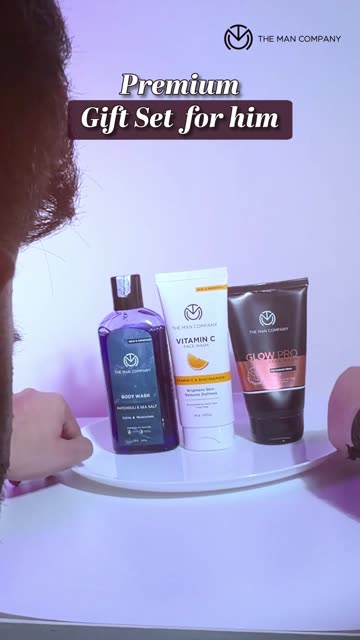 THE MAN COMPANY
Premium
Gift Set for him
THE MAN COMPANY
BODY WASH
PATCHOULI & SEA SALT
THE MAN COMPANY
VITAMIN C
FACE WASH
VITAMIN C & NIACINAMIDE
Brightens Skin
Reduces Dullness
THE MAN COMPANY
GLOW PRO